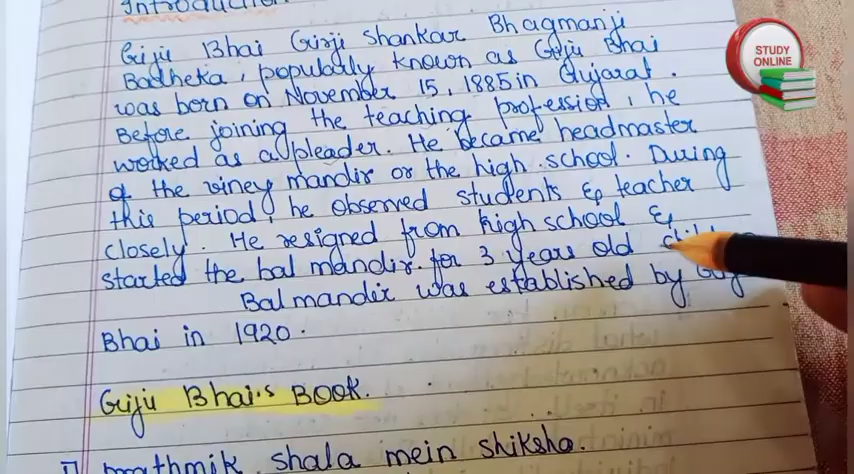 Introduction
Giju Bhai Girji Shankar Bhagmanji
Badheka, popularly known as Giju Bhai
was born on November 15, 1885 in Gujarat.
Before joining the teaching profession, he
worked as a pleader. He became headmaster
of the viney mandir or the high school. During
this period, he observed students & teacher
closely. He resigned from high school &
started the bal mandir. for 3 years old
Balmandir was established by
Bhai in 1920.
Giju Bhai's BOOK.
shala mein shiksha.
STUDY
ONLINE